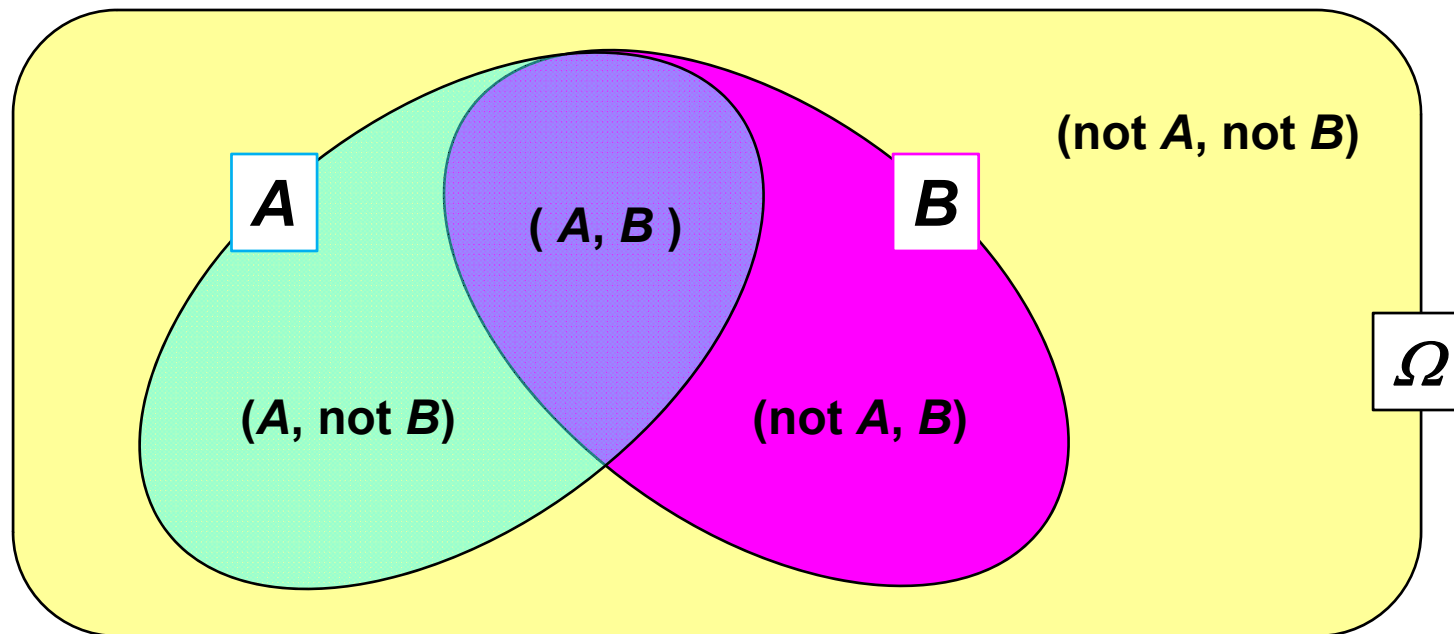 (not A, not B)
A
( A, B )
B
Ω
(A, not B)
(not A, B)